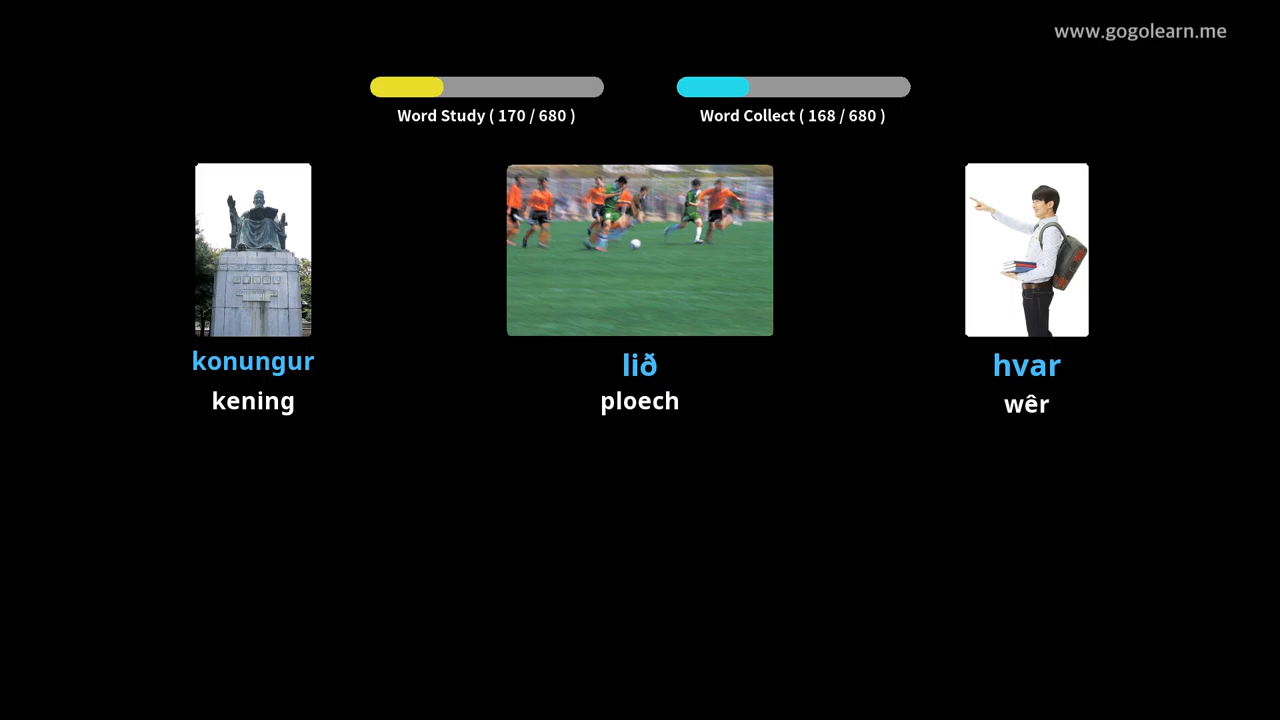 www.gogolearn.me
Word Study ( 170 / 680 )
Word Collect ( 168 / 680 )
konungur
kening
lið
ploech
hvar
wêr